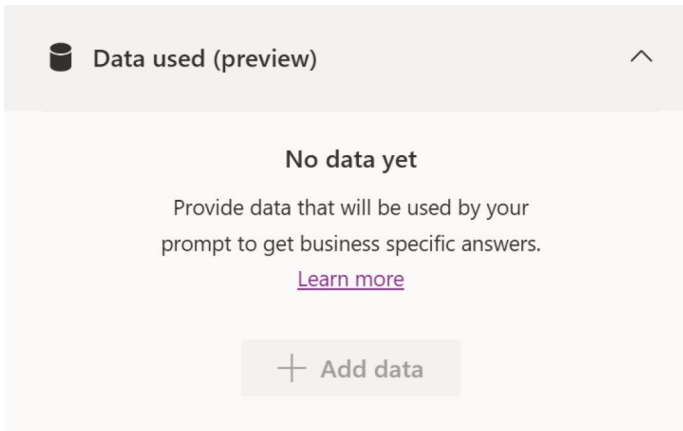 Data used (preview)
No data yet
Provide data that will be used by your
prompt to get business specific answers.
Learn more
Add data